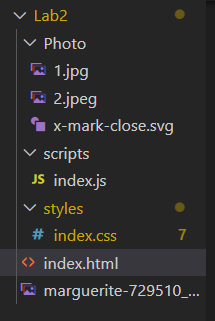 Lab2
Photo
1.jpg
2.jpeg
x-mark-close.svg
scripts
JS index.js
styles
# index.css 7
<> index.html
marguerite-729510_...